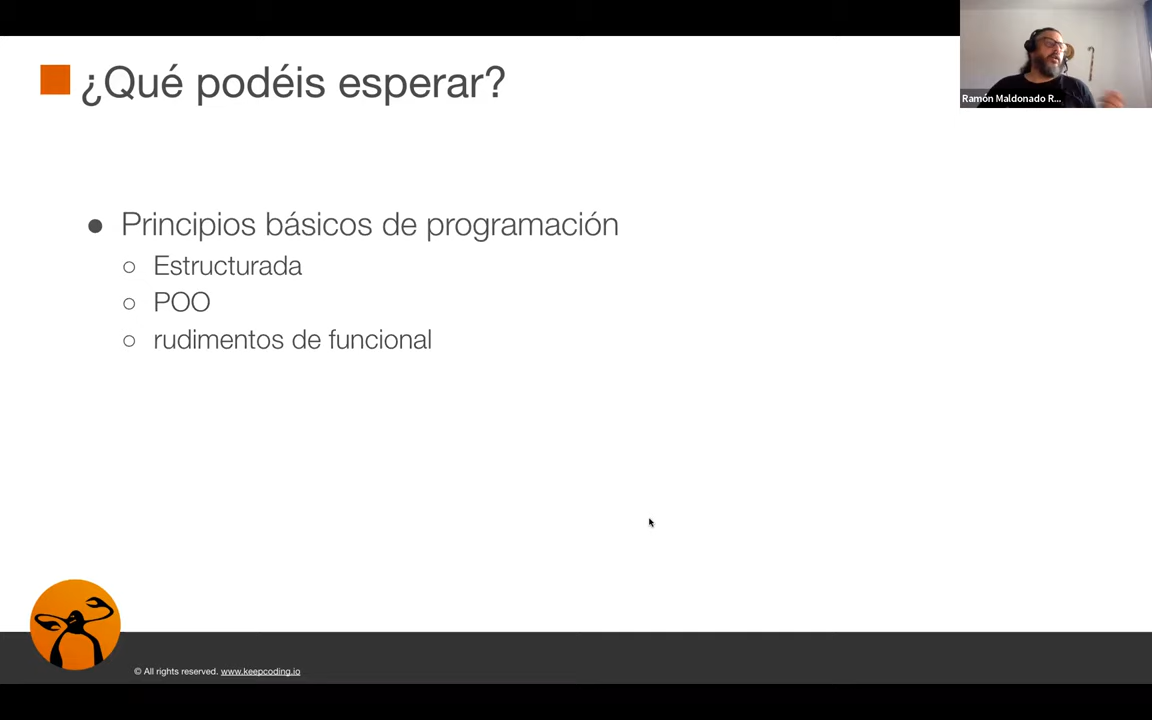 ¿Qué podéis esperar?
Ramón Maldonado R...
● Principios básicos de programación
○ Estructurada
○ POO
○ rudimentos de funcional
© All rights reserved. www.keepcoding.io